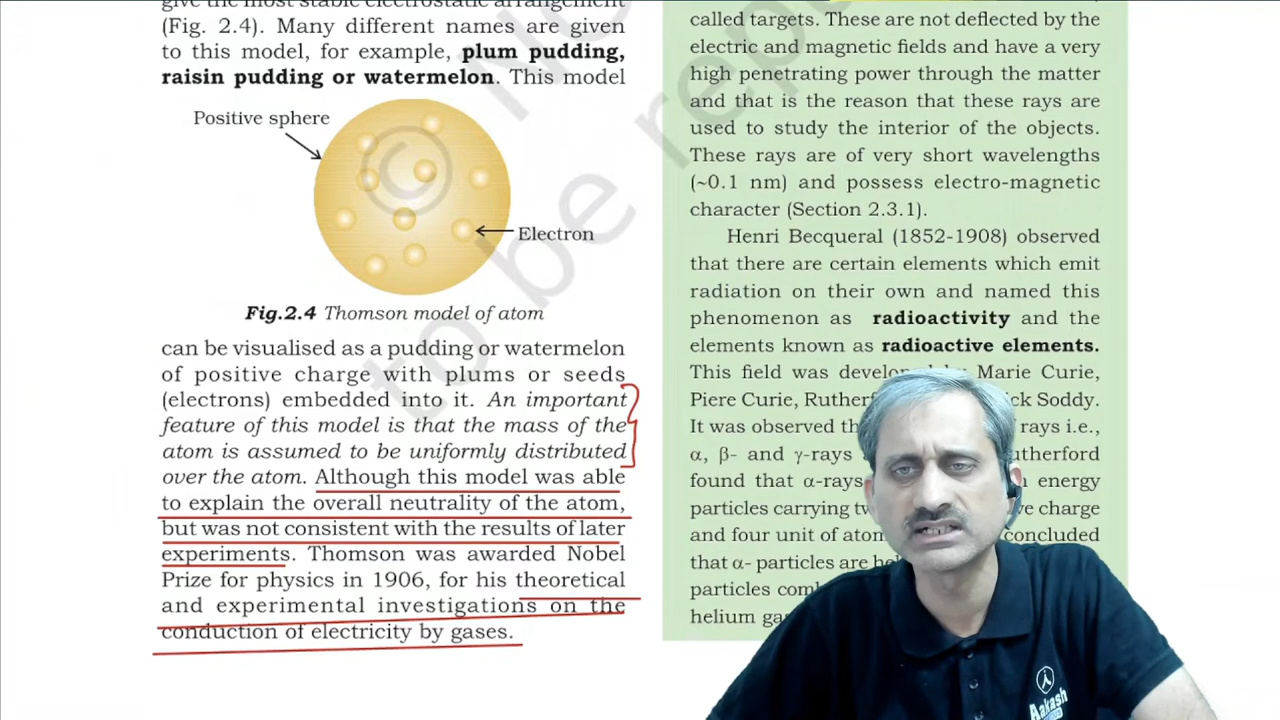 give the most stable electrostatic arrangement
(Fig. 2.4). Many different names are given
to this model, for example, plum pudding,
raisin pudding or watermelon. This model
Positive sphere
Electron
Fig.2.4 Thomson model of atom
can be visualised as a pudding or watermelon
of positive charge with plums or seeds
(electrons) embedded into it. An important
feature of this model is that the mass of the
atom is assumed to be uniformly distributed
over the atom. Although this model was able
to explain the overall neutrality of the atom,
but was not consistent with the results of later
experiments. Thomson was awarded Nobel
Prize for physics in 1906, for his theoretical
and experimental investigations on the
conduction of electricity by gases.
called targets. These are not deflected by the
electric and magnetic fields and have a very
high penetrating power through the matter
and that is the reason that these rays are
used to study the interior of the objects.
These rays are of very short wavelengths
(~0.1 nm) and possess electro-magnetic
character (Section 2.3.1).
Henri Becqueral (1852-1908) observed
that there are certain elements which emit
radiation on their own and named this
phenomenon as radioactivity and the
elements known as radioactive elements.
This field was developed by Marie Curie,
Piere Curie, Soddy.
It was observed rays i.e.,
α, β- and γ-rays
found that α-rays energy
particles carrying charge
and four unit of concluded
that α- particles are
particles
helium
© 
to be
Aakash